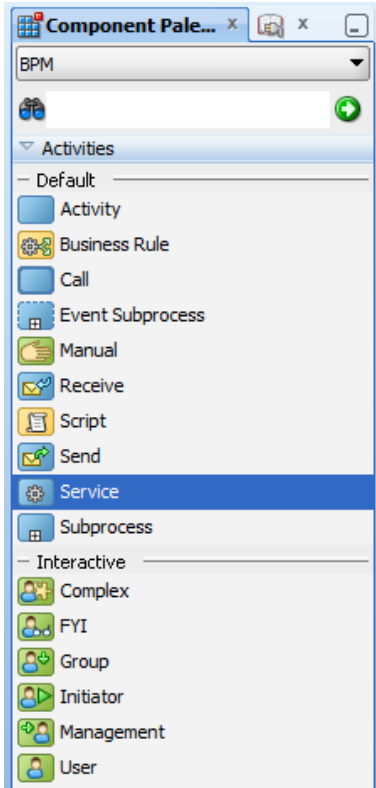 Component Pale...
BPM
Activities
Default
Activity
Business Rule
Call
Event Subprocess
Manual
Receive
Script
Send
Service
Subprocess
Interactive
Complex
FYI
Group
Initiator
Management
User